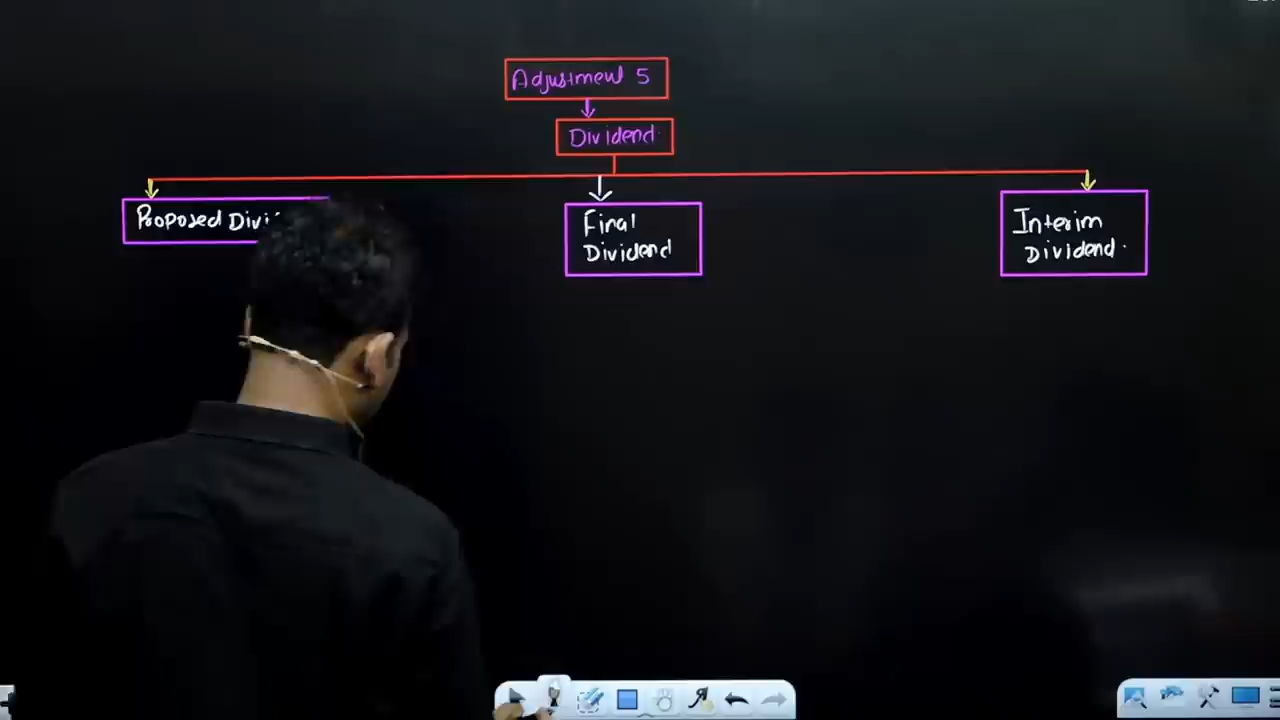 Adjustment 5
Dividend
Proposed Divi
Final
Dividend
Interim
Dividend.